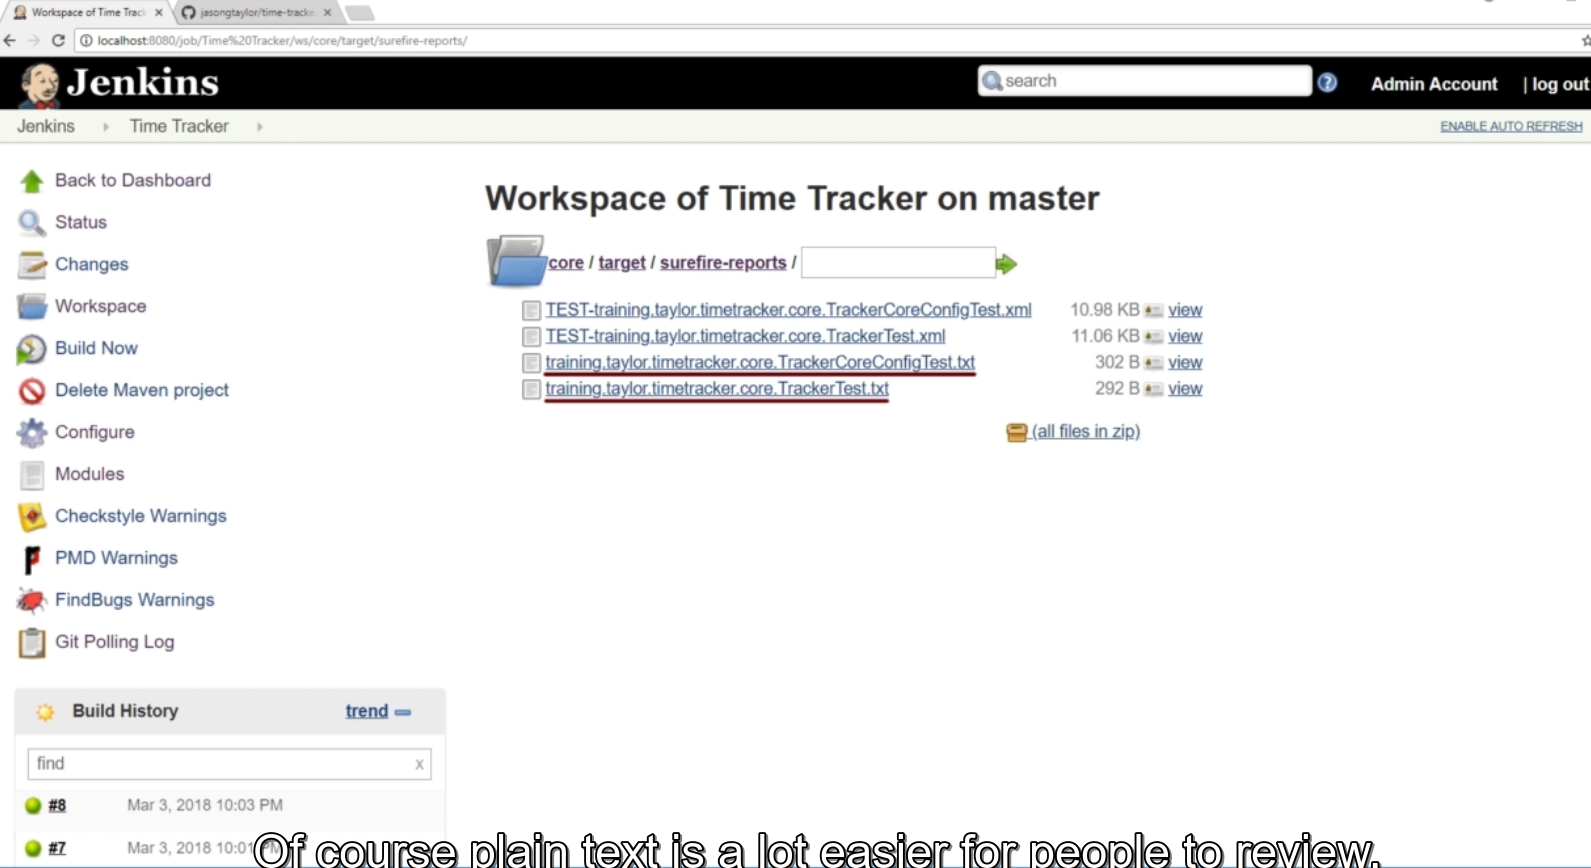 Workspace of Time Track
jasongtaylor/time-tracke
localhost:8080/job/Time%20Tracker/ws/core/target/surefire-reports/
Jenkins
search
Admin Account
| log out
Jenkins
Time Tracker
ENABLE AUTO REFRESH
Back to Dashboard
Status
Changes
Workspace
Build Now
Delete Maven project
Configure
Modules
Checkstyle Warnings
PMD Warnings
FindBugs Warnings
Git Polling Log
Build History
trend
find
x
#8 Mar 3, 2018 10:03 PM
#7 Mar 3, 2018 10:01 PM
Workspace of Time Tracker on master
core / target / surefire-reports /
TEST-training.taylor.timetracker.core.TrackerCoreConfigTest.xml 10.98 KB view
TEST-training.taylor.timetracker.core.TrackerTest.xml 11.06 KB view
training.taylor.timetracker.core.TrackerCoreConfigTest.txt 302 B view
training.taylor.timetracker.core.TrackerTest.txt 292 B view
(all files in zip)
Of course plain text is a lot easier for people to review.